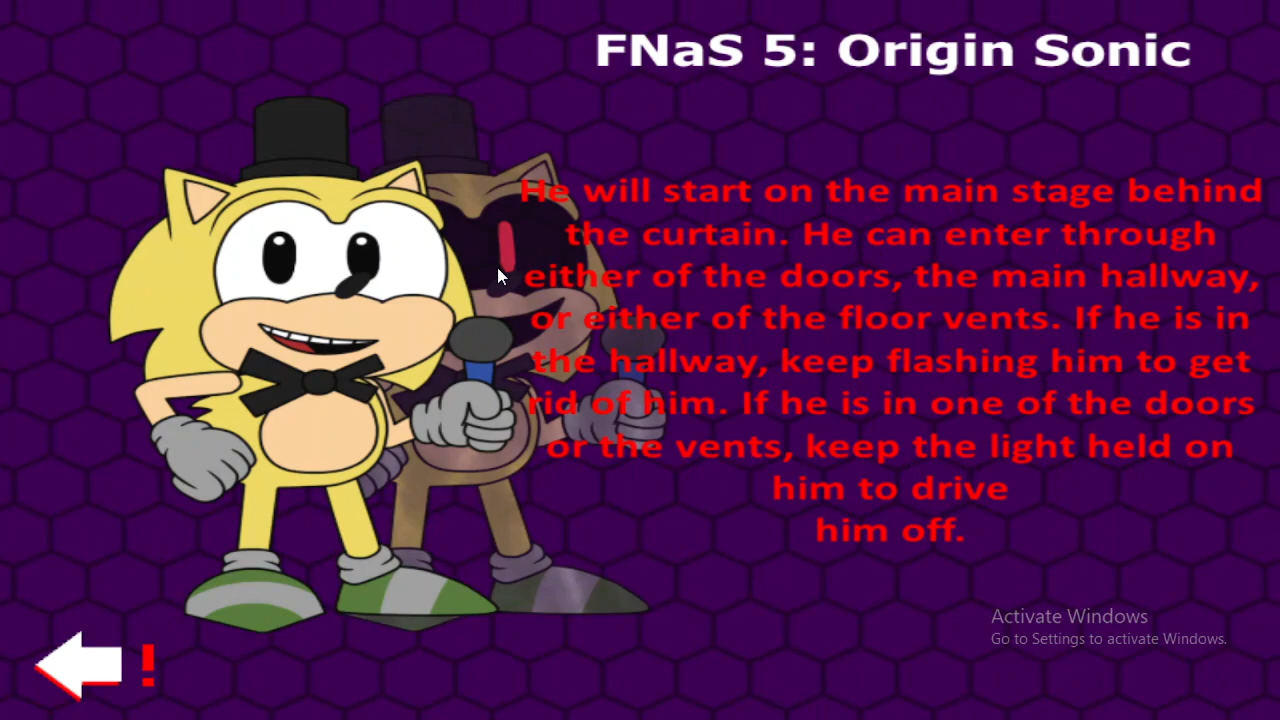 FNaS 5: Origin Sonic
He will start on the main stage behind
the curtain. He can enter through
either of the doors, the main hallway,
or either of the floor vents. If he is in
the hallway, keep flashing him to get
rid of him. If he is in one of the doors
or the vents, keep the light held on
him to drive
him off.
Activate Windows
Go to Settings to activate Windows.
!